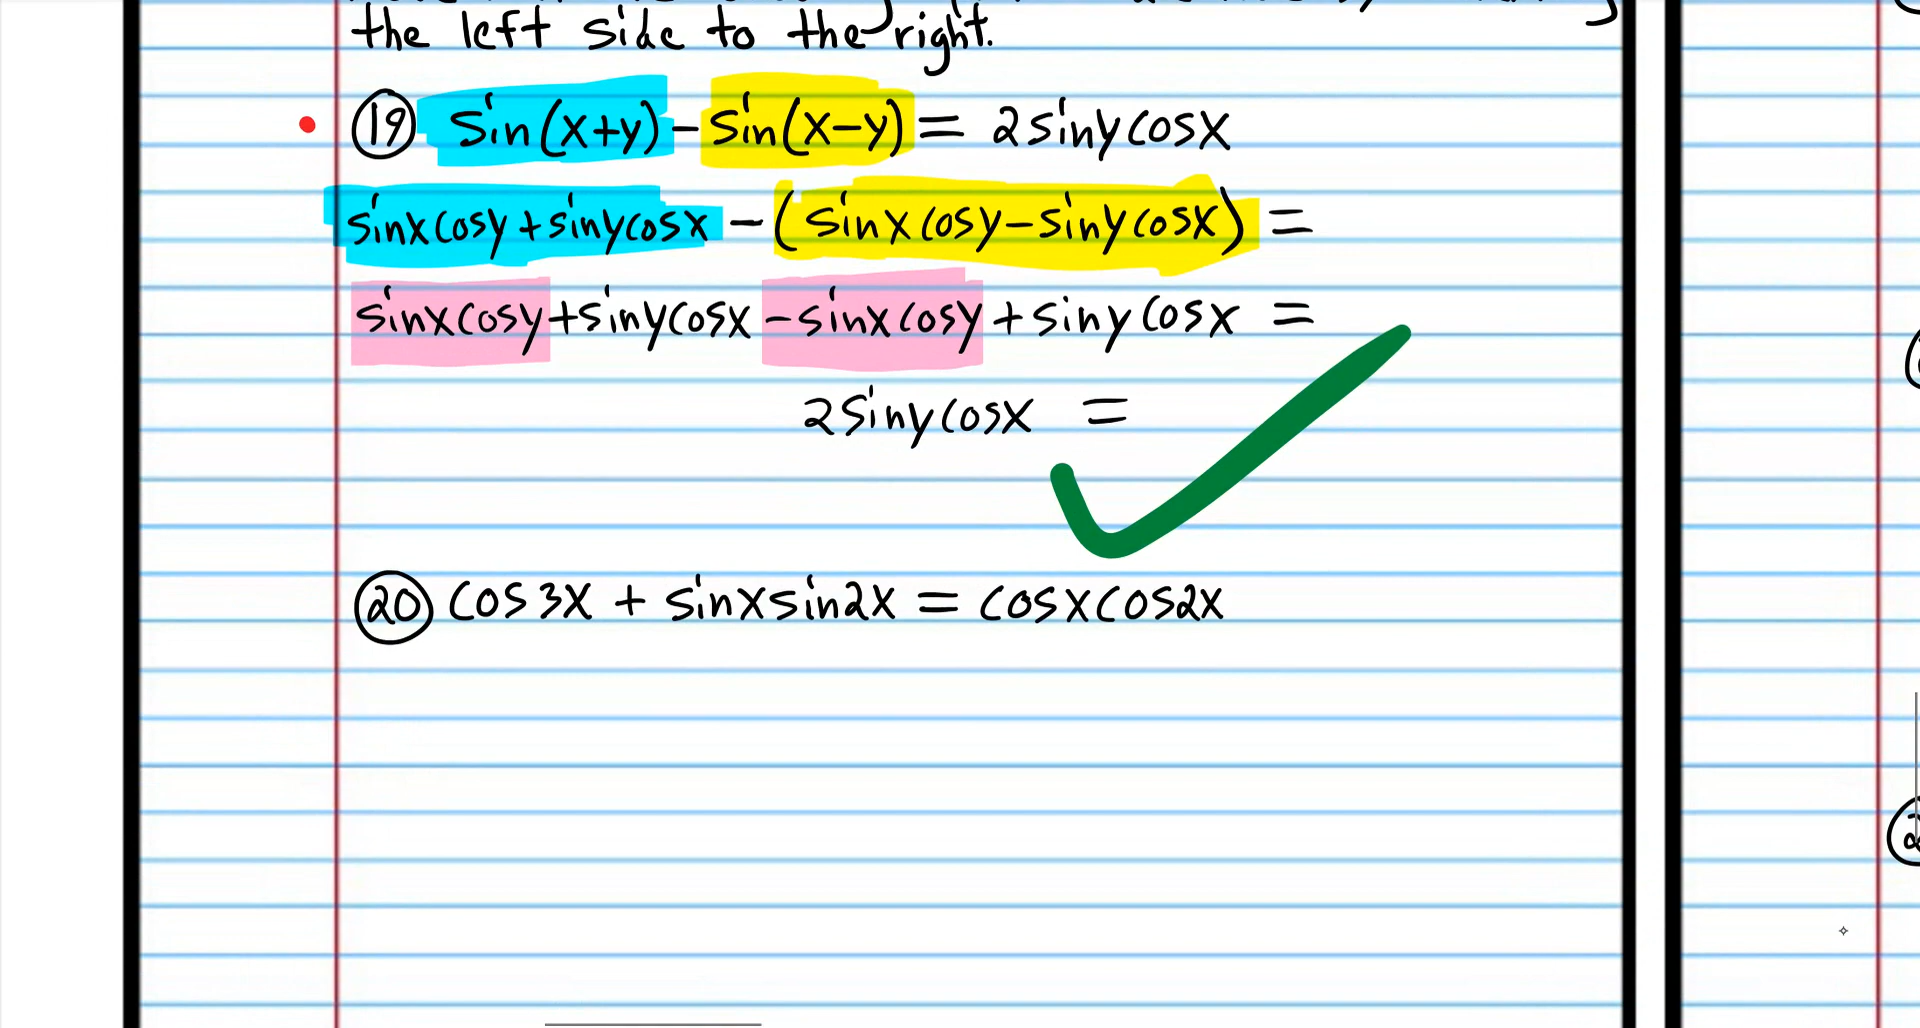 the left side to the right.
19 sin(x+y)-sin(x-y) = 2sinycosx
sinxcosy+sinycosx-(sinxcosy-sinycosx) =
sinxcosy+sinycosx-sinxcosy+sinycosx =
2sinycosx =
20 cos3x + sinxsin2x = cosxcos2x